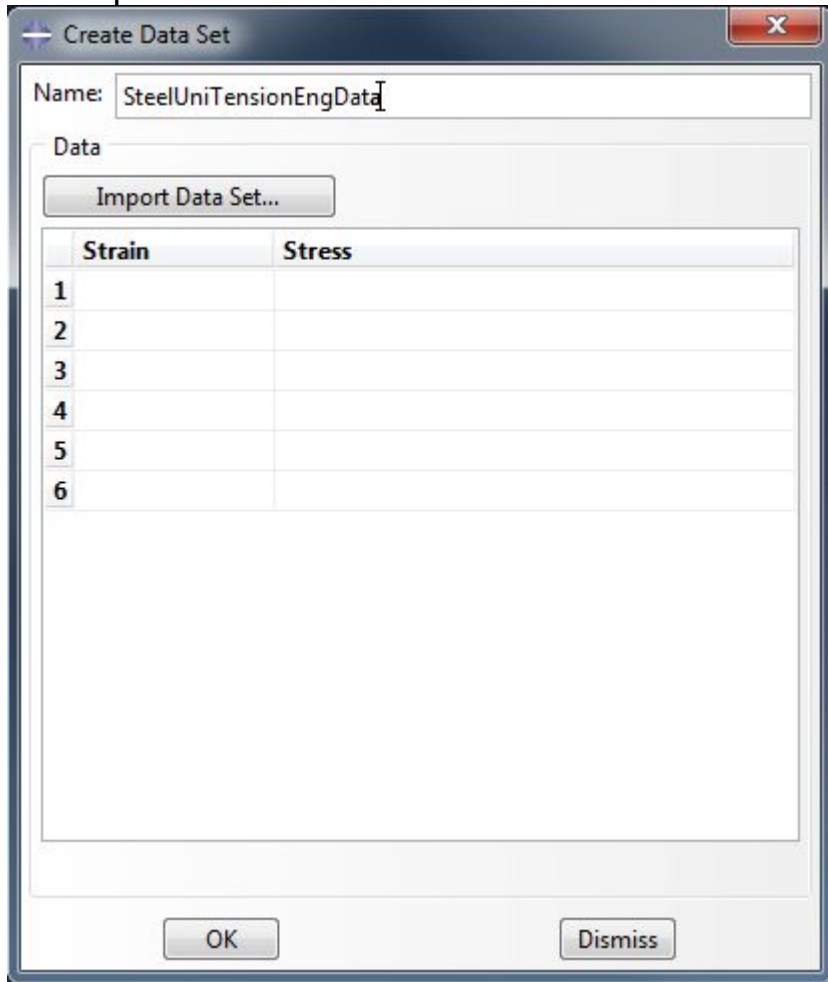 Create Data Set
Name: SteelUniTensionEngData
Data
Import Data Set...
Strain Stress
1
2
3
4
5
6
OK Dismiss